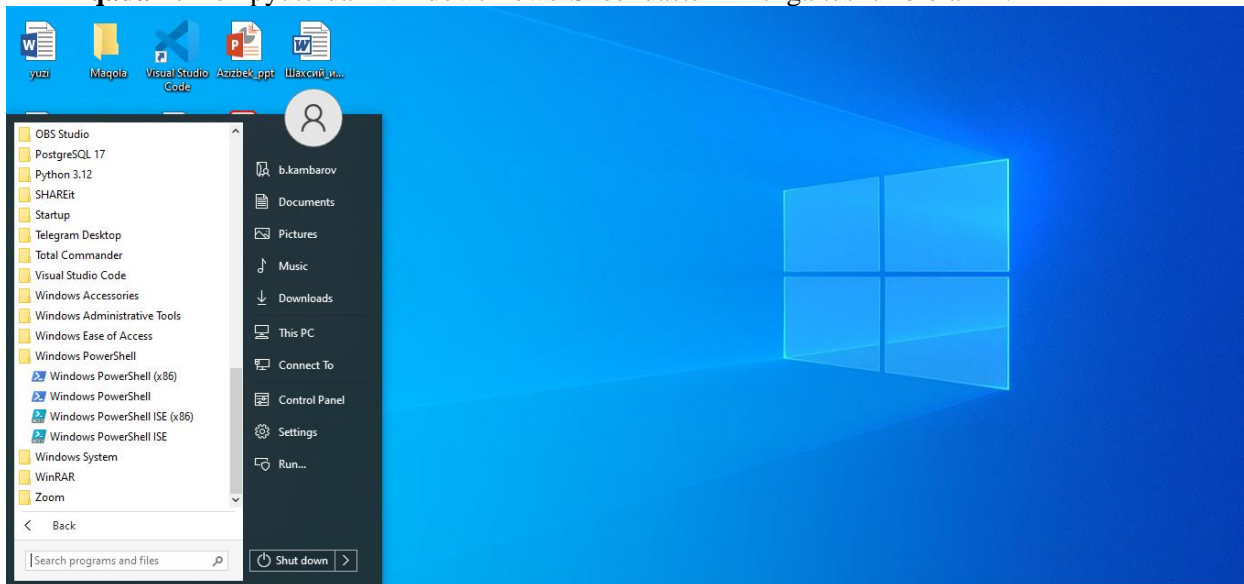 yuzi
Maqola
Visual Studio Code
Azizbek_ppt
Шахсий_и...
OBS Studio
PostgreSQL 17
Python 3.12
SHAREit
Startup
Telegram Desktop
Total Commander
Visual Studio Code
Windows Accessories
Windows Administrative Tools
Windows Ease of Access
Windows PowerShell
Windows PowerShell (x86)
Windows PowerShell
Windows PowerShell ISE (x86)
Windows PowerShell ISE
Windows System
WinRAR
Zoom
Back
Search programs and files
b.kambarov
Documents
Pictures
Music
Downloads
This PC
Connect To
Control Panel
Settings
Run...
Shut down